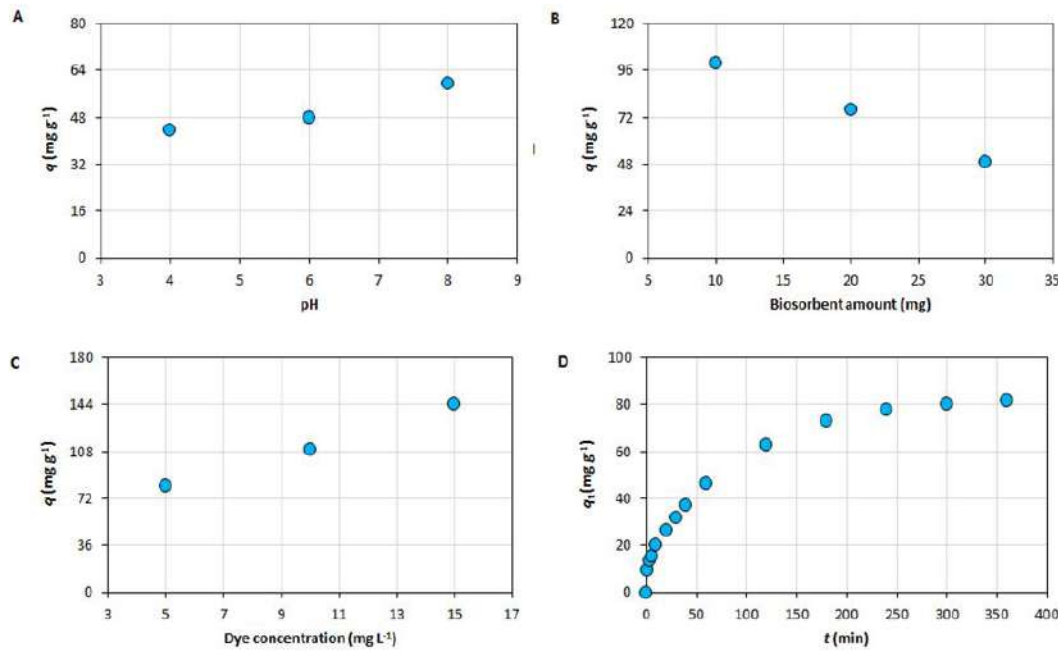 A
80
64
48
32
16
0
q (mg g⁻¹)
3 4 5 6 7 8 9
pH
B
120
96
72
48
24
0
q (mg g⁻¹)
5 10 15 20 25 30 35
Biosorbent amount (mg)
C
180
144
108
72
36
0
q (mg g⁻¹)
3 5 7 9 11 13 15 17
Dye concentration (mg L⁻¹)
D
100
80
60
40
20
0
qₜ (mg g⁻¹)
0 50 100 150 200 250 300 350 400
t (min)